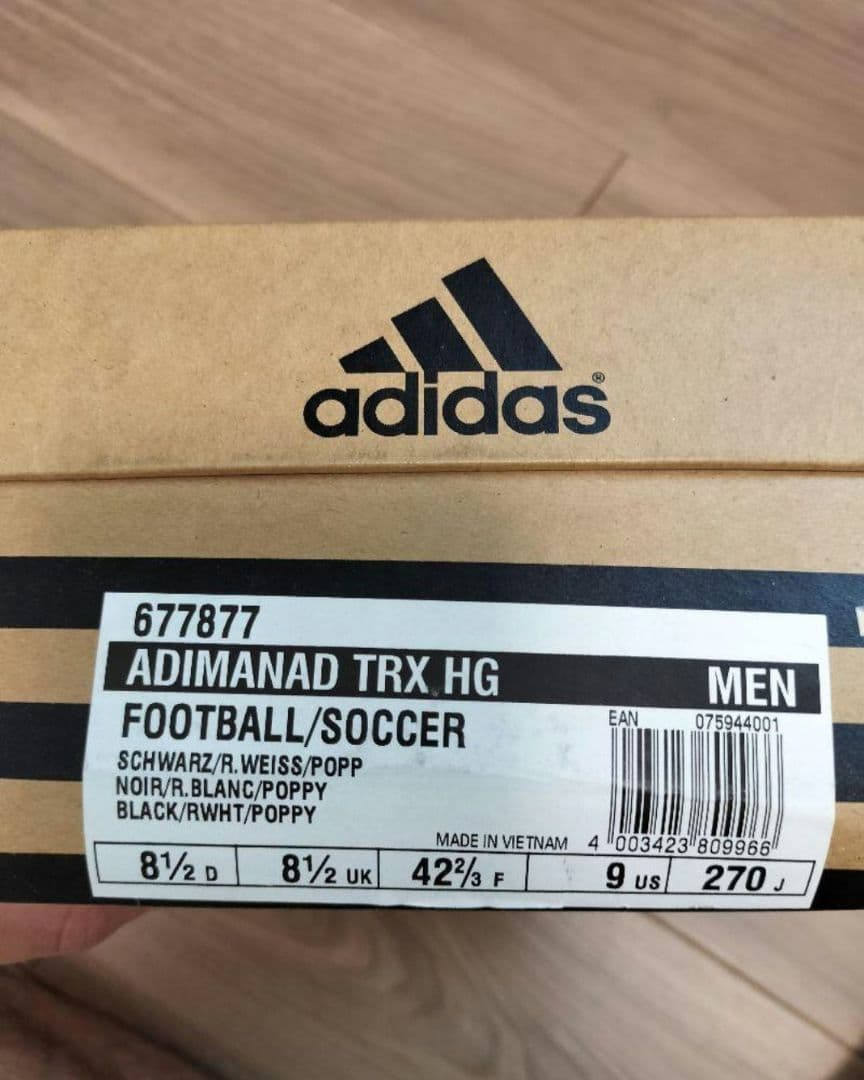 adidas®
677877
ADIMANAD TRX HG MEN
FOOTBALL/SOCCER
EAN 075944001
SCHWARZ/R.WEISS/POPP
NOIR/R.BLANC/POPPY
BLACK/RWHT/POPPY
MADE IN VIETNAM 4 003423 809966
8½ D 8½ UK 42⅔ F 9 US 270 J